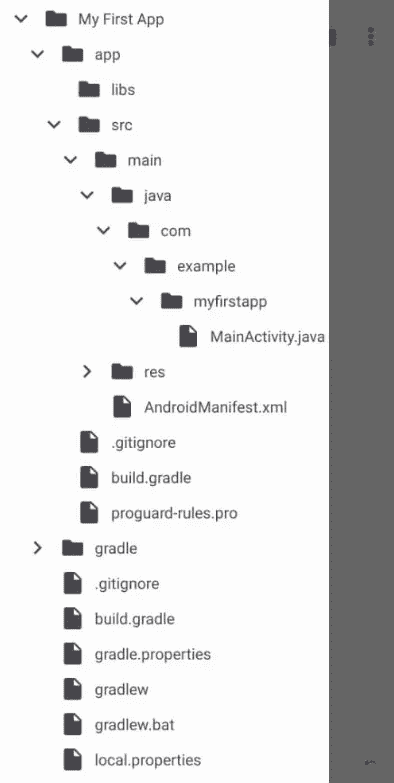 My First App
app
libs
src
main
java
com
example
myfirstapp
MainActivity.java
res
AndroidManifest.xml
.gitignore
build.gradle
proguard-rules.pro
gradle
.gitignore
build.gradle
gradle.properties
gradlew
gradlew.bat
local.properties